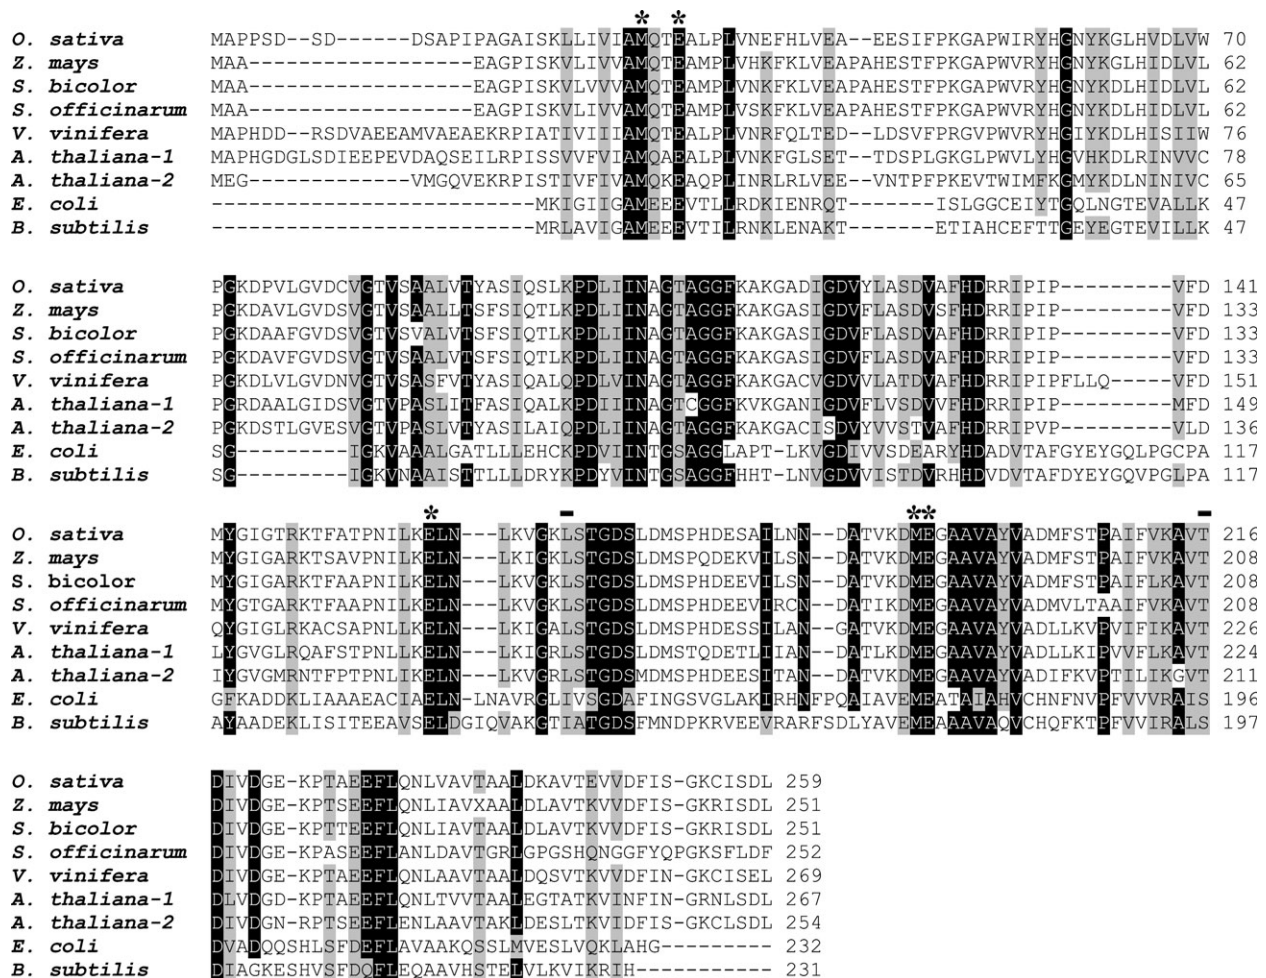 * *
O. sativa MAPPSD--SD------DSAPIPAGAISKLLIVIAMQTEALPLVNEFHLVEA--EESIFPKGAPWIRYHGNYKGLHVDLVW 70
Z. mays MAA------------------EAGPISKVLIVVAMQTEAMPLVHKFKLVEAPAHESTFPKGAPWVRYHGNYKGLHIDLVL 62
S. bicolor MAA------------------EAGPISKVLVVVAMQTEAMPLVNKFKLVEAPAHESTFPKGAPWVRYHGNYKDLHIDLVL 62
S. officinarum MAA------------------EAGPISKVLIVVAMQTEAMPLVSKFKLVEAPAHESTFPKGAPWVRYHGNYKDLHIDLVL 62
V. vinifera MAPHDD--RSDVAEEAMVAEAEKRPIATIVIIIAMQTEALPLVNRFQLTED--LDSVFPRGVPWVRYHGIYKDLHISIIW 76
A. thaliana-1 MAPHGDGLSDIEEPEVDAQSEILRPISSVVFVIAMQAEALPLVNKFGLSET--TDSPLGKGLPWVLYHGVHKDLRINVVC 78
A. thaliana-2 MEG-------------VMGQVEKRPISTIVFIVAMQKEAQPLINRLRLVEE--VNTPFPKEVTWIMFKGMYKDLNINIVC 65
E. coli --------------------------MKIGIIGAMEEEVTLLRDKIENRQT-------ISLGGCEIYTGQLNGTEVALLK 47
B. subtilis --------------------------MRLAVIGAMEEEVTILRNKLENAKT-------ETIAHCEFTTGEYEGTEVILLK 47
O. sativa PGKDPVLGVDCVGTVSAALVTYASIQSLKPDLIINAGTAGGFKAKGADIGDVYLASDVAFHDRRIPIP---------VFD 141
Z. mays PGKDAVLGVDSVGTVSAALLTSFSIQTLKPDLIINAGTAGGFKAKGASIGDVFLASDVSFHDRRIPIP---------VFD 133
S. bicolor PGKDAAFGVDSVGTVSVALVTSFSIQTLKPDLIINAGTAGGFKAKGASIGDVFLASDVAFHDRRIPIP---------VFD 133
S. officinarum PGKDAVFGVDSVGTVSAALVTSFSIQTLKPDLIINAGTAGGFKAKGASIGDVFLASDVAFHDRRIPIP---------VFD 133
V. vinifera PGKDLVLGVDNVGTVSASFVTYASIQALQPDLVINAGTAGGFKAKGACVGDVVLATDVAFHDRRIPIPFLLQ-----VFD 151
A. thaliana-1 PGRDAALGIDSVGTVPASLITFASIQALKPDIIINAGTCGGFKVKGANIGDVFLVSDVVFHDRRIPIP---------MFD 149
A. thaliana-2 PGKDSTLGVESVGTVPASLVTYASILAIQPDLIINAGTAGGFKAKGACISDVYVVSTVAFHDRRIPVP---------VLD 136
E. coli SG---------IGKVAAALGATLLLEHCKPDVIINTGSAGGLAPT-LKVGDIVVSDEARYHDADVTAFGYEYGQLPGCPA 117
B. subtilis SG---------IGKVNAAISTTLLLDRYKPDYVINTGSAGGFHHT-LNVGDVVISTDVRHHDVDVTAFDYEYGQVPGLPA 117
* - ** -
O. sativa MYGIGTRKTFATPNILKELN---LKVGKLSTGDSLDMSPHDESAILNN--DATVKDMEGAAVAYVADMFSTPAIFVKAVT 216
Z. mays MYGIGARKTSAVPNILKELN---LKVGKLSTGDSLDMSPQDEKVILSN--DATVKDMEGAAVAYVADMFSTPAIFVKAVT 208
S. bicolor MYGIGARKTFAAPNILKELN---LKVGKLSTGDSLDMSPHDEEVILSN--DATVKDMEGAAVAYVADMFSTPAIFLKAVT 208
S. officinarum MYGTGARKTFAAPNILKELN---LKVGKLSTGDSLDMSPHDEEVIRCN--DATIKDMEGAAVAYVADMVLTAAIFVKAVT 208
V. vinifera QYGIGLRKACSAPNLLKELN---LKIGALSTGDSLDMSPHDESSILAN--GATVKDMEGAAVAYVADLLKVPVIFIKAVT 226
A. thaliana-1 LYGVGLRQAFSTPNLLKELN---LKIGRLSTGDSLDMSTQDETLIIAN--DATLKDMEGAAVAYVADLLKIPVVFLKAVT 224
A. thaliana-2 IYGVGMRNTFPTPNLIKELN---LKVGRLSTGDSMDMSPHDEESITAN--DATVKDMEGAAVAYVADIFKVPTILIKGVT 211
E. coli GFKADDKLIAAAEACIAELN-LNAVRGLIVSGDAFINGSVGLAKIRHNFPQAIAVEMEATAIAHVCHNFNVPFVVVRAIS 196
B. subtilis AYAADEKLISITEEAVSELDGIQVAKGTIATGDSFMNDPKRVEEVRARFSDLYAVEMEAAAVAQVCHQFKTPFVVIRALS 197
O. sativa DIVDGE-KPTAEEFLQNLVAVTAALDKAVTEVVDFIS-GKCISDL 259
Z. mays DIVDGE-KPTSEEFLQNLIAVXAALDLAVTKVVDFIS-GKRISDL 251
S. bicolor DIVDGE-KPTTEEFLQNLIAVTAALDLAVTKVVDFIS-GKRISDL 251
S. officinarum DIVDGE-KPASEEFLANLDAVTGRLGPGSHQNGGFYQPGKSFLDF 252
V. vinifera DIVDGE-KPTAEEFLQNLAAVTAALDQSVTKVVDFIN-GKCISEL 269
A. thaliana-1 DLVDGD-KPTAEEFLQNLTVVTAALEGTATKVINFIN-GRNLSDL 267
A. thaliana-2 DIVDGN-RPTSEEFLENLAAVTAKLDESLTKVIDFIS-GKCLSDL 254
E. coli DVADQQSHLSFDEFLAVAAKQSSLMVESLVQKLAHG--------- 232
B. subtilis DIAGKESHVSFDQFLEQAAVHSTELVLKVIKRIH----------- 231